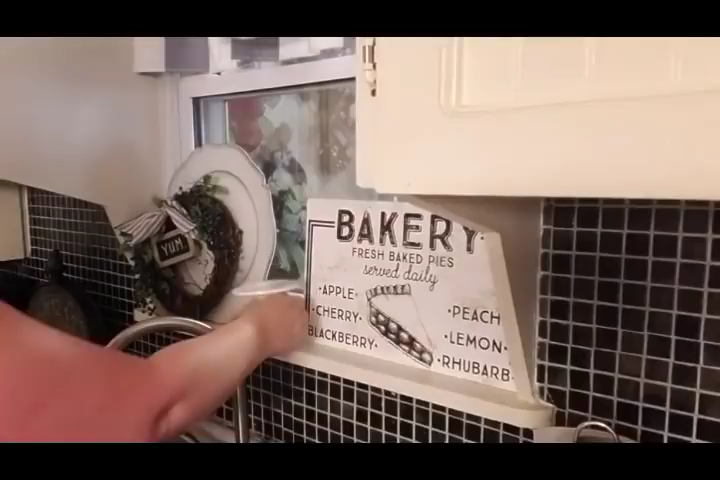 YUM.
BAKERY
FRESH BAKED PIES
served daily
•APPLE•
•CHERRY•
BLACKBERRY•
•PEACH
•LEMON•
•RHUBARB